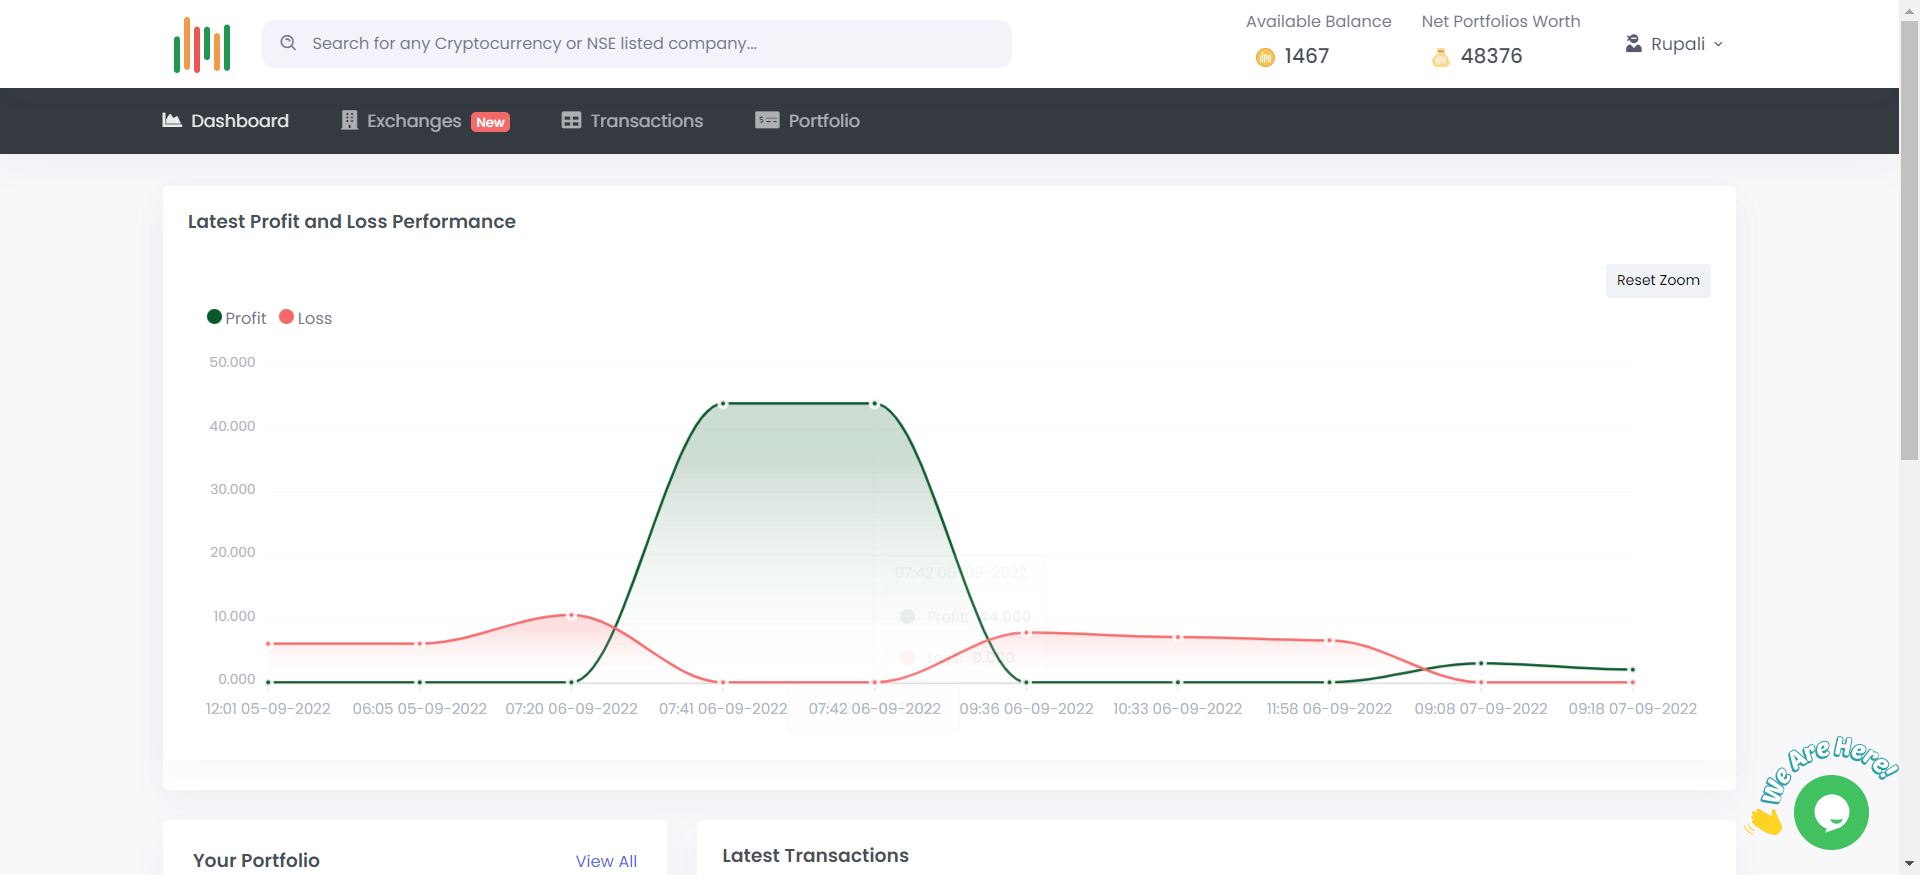 Search for any Cryptocurrency or NSE listed company...
Available Balance
1467
Net Portfolios Worth
48376
Rupali
Dashboard
Exchanges New
Transactions
Portfolio
Latest Profit and Loss Performance
Reset Zoom
Profit Loss
50.000
40.000
30.000
20.000
10.000
0.000
07:42 06-09-2022
Profit: 44.000
Loss: 0.000
12:01 05-09-2022 06:05 05-09-2022 07:20 06-09-2022 07:41 06-09-2022 07:42 06-09-2022 09:36 06-09-2022 10:33 06-09-2022 11:58 06-09-2022 09:08 07-09-2022 09:18 07-09-2022
We Are Here!
Your Portfolio
View All
Latest Transactions